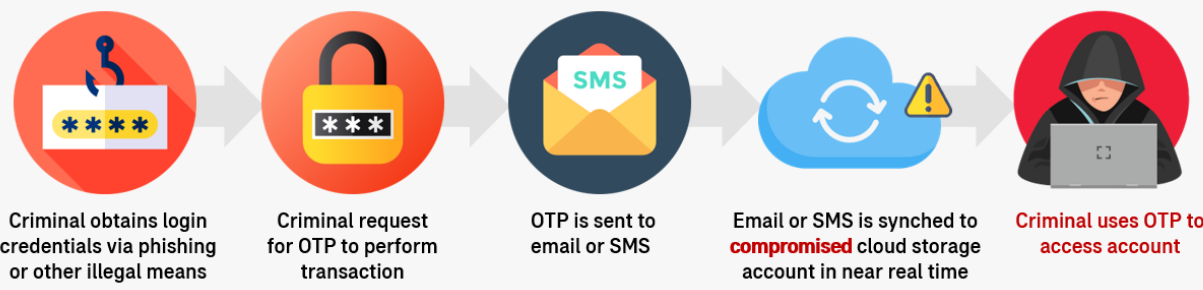 ****
***
SMS
Criminal obtains login
credentials via phishing
or other illegal means
Criminal request
for OTP to perform
transaction
OTP is sent to
email or SMS
Email or SMS is synched to
compromised cloud storage
account in near real time
Criminal uses OTP to
access account